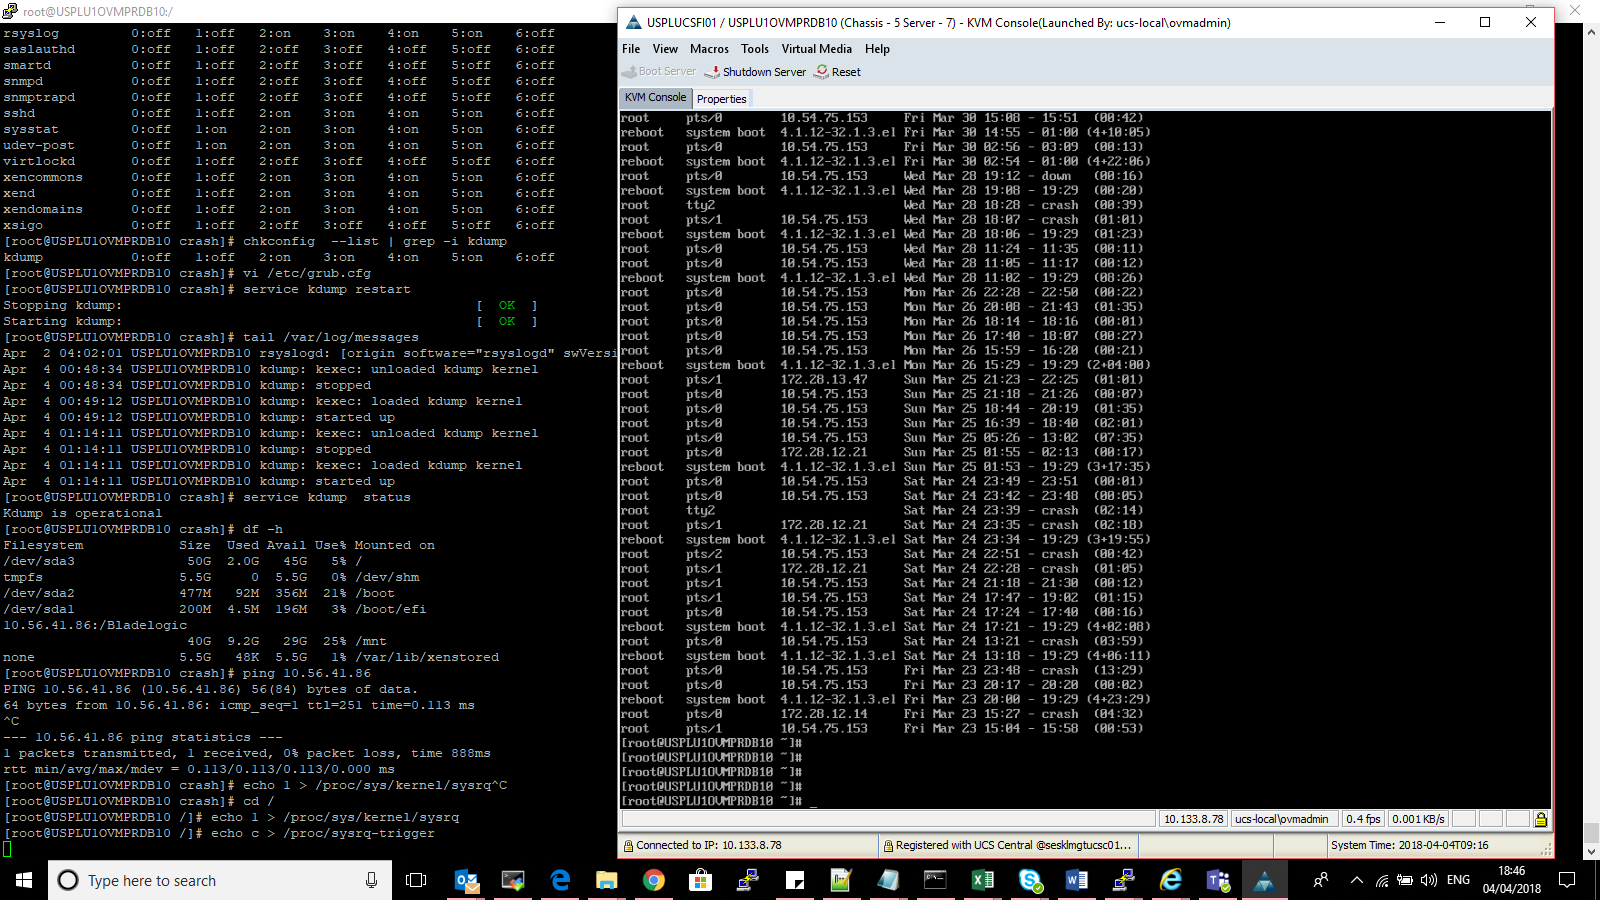 root@USPLU1OVMPRDB10:/
rsyslog 0:off 1:off 2:on 3:on 4:on 5:on 6:off
saslauthd 0:off 1:off 2:off 3:off 4:off 5:off 6:off
smartd 0:off 1:off 2:off 3:off 4:off 5:off 6:off
snmpd 0:off 1:off 2:off 3:off 4:off 5:off 6:off
snmptrapd 0:off 1:off 2:off 3:off 4:off 5:off 6:off
sshd 0:off 1:off 2:on 3:on 4:on 5:on 6:off
sysstat 0:off 1:on 2:on 3:on 4:on 5:on 6:off
udev-post 0:off 1:on 2:on 3:on 4:on 5:on 6:off
virtlockd 0:off 1:off 2:off 3:off 4:off 5:off 6:off
xencommons 0:off 1:off 2:on 3:on 4:on 5:on 6:off
xend 0:off 1:off 2:on 3:on 4:on 5:on 6:off
xendomains 0:off 1:off 2:on 3:on 4:on 5:on 6:off
xsigo 0:off 1:off 2:on 3:on 4:on 5:on 6:off
[root@USPLU1OVMPRDB10 crash]# chkconfig --list | grep -i kdump
kdump 0:off 1:off 2:on 3:on 4:on 5:on 6:off
[root@USPLU1OVMPRDB10 crash]# vi /etc/grub.cfg
[root@USPLU1OVMPRDB10 crash]# service kdump restart
Stopping kdump: [ OK ]
Starting kdump: [ OK ]
[root@USPLU1OVMPRDB10 crash]# tail /var/log/messages
Apr 2 04:02:01 USPLU1OVMPRDB10 rsyslogd: [origin software="rsyslogd" swVersi
Apr 4 00:48:34 USPLU1OVMPRDB10 kdump: kexec: unloaded kdump kernel
Apr 4 00:48:34 USPLU1OVMPRDB10 kdump: stopped
Apr 4 00:49:12 USPLU1OVMPRDB10 kdump: kexec: loaded kdump kernel
Apr 4 00:49:12 USPLU1OVMPRDB10 kdump: started up
Apr 4 01:14:11 USPLU1OVMPRDB10 kdump: kexec: unloaded kdump kernel
Apr 4 01:14:11 USPLU1OVMPRDB10 kdump: stopped
Apr 4 01:14:11 USPLU1OVMPRDB10 kdump: kexec: loaded kdump kernel
Apr 4 01:14:11 USPLU1OVMPRDB10 kdump: started up
[root@USPLU1OVMPRDB10 crash]# service kdump status
Kdump is operational
[root@USPLU1OVMPRDB10 crash]# df -h
Filesystem Size Used Avail Use% Mounted on
/dev/sda3 50G 2.0G 45G 5% /
tmpfs 5.5G 0 5.5G 0% /dev/shm
/dev/sda2 477M 92M 356M 21% /boot
/dev/sda1 200M 4.5M 196M 3% /boot/efi
10.56.41.86:/Bladelogic
40G 9.2G 29G 25% /mnt
none 5.5G 48K 5.5G 1% /var/lib/xenstored
[root@USPLU1OVMPRDB10 crash]# ping 10.56.41.86
PING 10.56.41.86 (10.56.41.86) 56(84) bytes of data.
64 bytes from 10.56.41.86: icmp_seq=1 ttl=251 time=0.113 ms
^C
--- 10.56.41.86 ping statistics ---
1 packets transmitted, 1 received, 0% packet loss, time 888ms
rtt min/avg/max/mdev = 0.113/0.113/0.113/0.000 ms
[root@USPLU1OVMPRDB10 crash]# echo 1 > /proc/sys/kernel/sysrq^C
[root@USPLU1OVMPRDB10 crash]# cd /
[root@USPLU1OVMPRDB10 /]# echo 1 > /proc/sys/kernel/sysrq
[root@USPLU1OVMPRDB10 /]# echo c > /proc/sysrq-trigger
USPLUCSFI01 / USPLU1OVMPRDB10 (Chassis - 5 Server - 7) - KVM Console(Launched By: ucs-local\ovmadmin)
File View Macros Tools Virtual Media Help
Boot Server Shutdown Server Reset
KVM Console Properties
root pts/0 10.54.75.153 Fri Mar 30 15:08 - 15:51 (00:42)
reboot system boot 4.1.12-32.1.3.el Fri Mar 30 14:55 - 01:00 (4+10:05)
root pts/0 10.54.75.153 Fri Mar 30 02:56 - 03:09 (00:13)
reboot system boot 4.1.12-32.1.3.el Fri Mar 30 02:54 - 01:00 (4+22:06)
root pts/0 10.54.75.153 Wed Mar 28 19:12 - down (00:16)
reboot system boot 4.1.12-32.1.3.el Wed Mar 28 19:08 - 19:29 (00:20)
root tty2 Wed Mar 28 18:28 - crash (00:39)
root pts/1 10.54.75.153 Wed Mar 28 18:07 - crash (01:01)
reboot system boot 4.1.12-32.1.3.el Wed Mar 28 18:06 - 19:29 (01:23)
root pts/0 10.54.75.153 Wed Mar 28 11:24 - 11:35 (00:11)
root pts/0 10.54.75.153 Wed Mar 28 11:05 - 11:17 (00:12)
reboot system boot 4.1.12-32.1.3.el Wed Mar 28 11:02 - 19:29 (08:26)
root pts/0 10.54.75.153 Mon Mar 26 22:28 - 22:50 (00:22)
root pts/0 10.54.75.153 Mon Mar 26 20:08 - 21:43 (01:35)
root pts/0 10.54.75.153 Mon Mar 26 18:14 - 18:16 (00:01)
root pts/0 10.54.75.153 Mon Mar 26 17:40 - 18:07 (00:27)
root pts/0 10.54.75.153 Mon Mar 26 15:59 - 16:20 (00:21)
reboot system boot 4.1.12-32.1.3.el Mon Mar 26 15:29 - 19:29 (2+04:00)
root pts/1 172.28.13.47 Sun Mar 25 21:23 - 22:25 (01:01)
root pts/0 10.54.75.153 Sun Mar 25 21:18 - 21:26 (00:07)
root pts/0 10.54.75.153 Sun Mar 25 18:44 - 20:19 (01:35)
root pts/0 10.54.75.153 Sun Mar 25 16:39 - 18:40 (02:01)
root pts/0 10.54.75.153 Sun Mar 25 05:26 - 13:02 (07:35)
root pts/0 172.28.12.21 Sun Mar 25 01:55 - 02:13 (00:17)
reboot system boot 4.1.12-32.1.3.el Sun Mar 25 01:53 - 19:29 (3+17:35)
root pts/0 10.54.75.153 Sat Mar 24 23:49 - 23:51 (00:01)
root pts/0 10.54.75.153 Sat Mar 24 23:42 - 23:48 (00:05)
root tty2 Sat Mar 24 23:39 - crash (02:14)
root pts/1 172.28.12.21 Sat Mar 24 23:35 - crash (02:18)
reboot system boot 4.1.12-32.1.3.el Sat Mar 24 23:34 - 19:29 (3+19:55)
root pts/2 10.54.75.153 Sat Mar 24 22:51 - crash (00:42)
root pts/1 172.28.12.21 Sat Mar 24 22:28 - crash (01:05)
root pts/1 10.54.75.153 Sat Mar 24 21:18 - 21:30 (00:12)
root pts/1 10.54.75.153 Sat Mar 24 17:47 - 19:02 (01:15)
root pts/0 10.54.75.153 Sat Mar 24 17:24 - 17:40 (00:16)
reboot system boot 4.1.12-32.1.3.el Sat Mar 24 17:21 - 19:29 (4+02:08)
root pts/0 10.54.75.153 Sat Mar 24 13:21 - crash (03:59)
reboot system boot 4.1.12-32.1.3.el Sat Mar 24 13:18 - 19:29 (4+06:11)
root pts/0 10.54.75.153 Fri Mar 23 23:48 - crash (13:29)
root pts/0 10.54.75.153 Fri Mar 23 20:17 - 20:20 (00:02)
reboot system boot 4.1.12-32.1.3.el Fri Mar 23 20:00 - 19:29 (4+23:29)
root pts/0 172.28.12.14 Fri Mar 23 15:27 - crash (04:32)
root pts/1 10.54.75.153 Fri Mar 23 15:04 - 15:58 (00:53)
[root@USPLU1OVMPRDB10 ~]#
[root@USPLU1OVMPRDB10 ~]#
[root@USPLU1OVMPRDB10 ~]#
[root@USPLU1OVMPRDB10 ~]#
[root@USPLU1OVMPRDB10 ~]# _
10.133.8.78 ucs-local\ovmadmin 0.4 fps 0.001 KB/s
Connected to IP: 10.133.8.78 Registered with UCS Central @sesklmgtucsc01... System Time: 2018-04-04T09:16
Type here to search ENG 18:46
04/04/2018